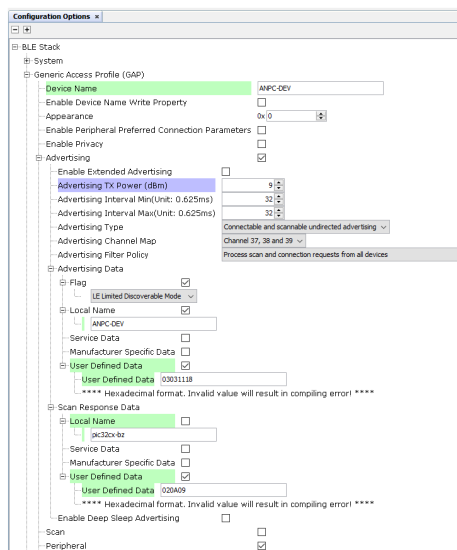 Configuration Options ×
BLE Stack
System
Generic Access Profile (GAP)
Device Name ANPC-DEV
Enable Device Name Write Property
Appearance 0x 0
Enable Peripheral Preferred Connection Parameters
Enable Privacy
Advertising
Enable Extended Advertising
Advertising TX Power (dBm) 9
Advertising Interval Min(Unit: 0.625ms) 32
Advertising Interval Max(Unit: 0.625ms) 32
Advertising Type Connectable and scannable undirected advertising
Advertising Channel Map Channel 37, 38 and 39
Advertising Filter Policy Process scan and connection requests from all devices
Advertising Data
Flag
LE Limited Discoverable Mode
Local Name
ANPC-DEV
Service Data
Manufacturer Specific Data
User Defined Data
User Defined Data 03031118
**** Hexadecimal format. Invalid value will result in compiling error! ****
Scan Response Data
Local Name
pic32cx-bz
Service Data
Manufacturer Specific Data
User Defined Data
User Defined Data 020A09
**** Hexadecimal format. Invalid value will result in compiling error! ****
Enable Deep Sleep Advertising
Scan
Peripheral